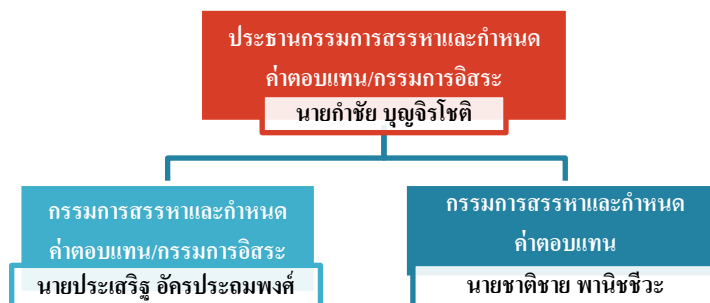 ประธานกรรมการสรรหาและกำหนด
ค่าตอบแทน/กรรมการอิสระ
นายกำชัย บุญจิรโชติ
กรรมการสรรหาและกำหนด
ค่าตอบแทน/กรรมการอิสระ
นายประเสริฐ อัครประถมพงศ์
กรรมการสรรหาและกำหนด
ค่าตอบแทน
นายชาติชาย พานิชชีวะ